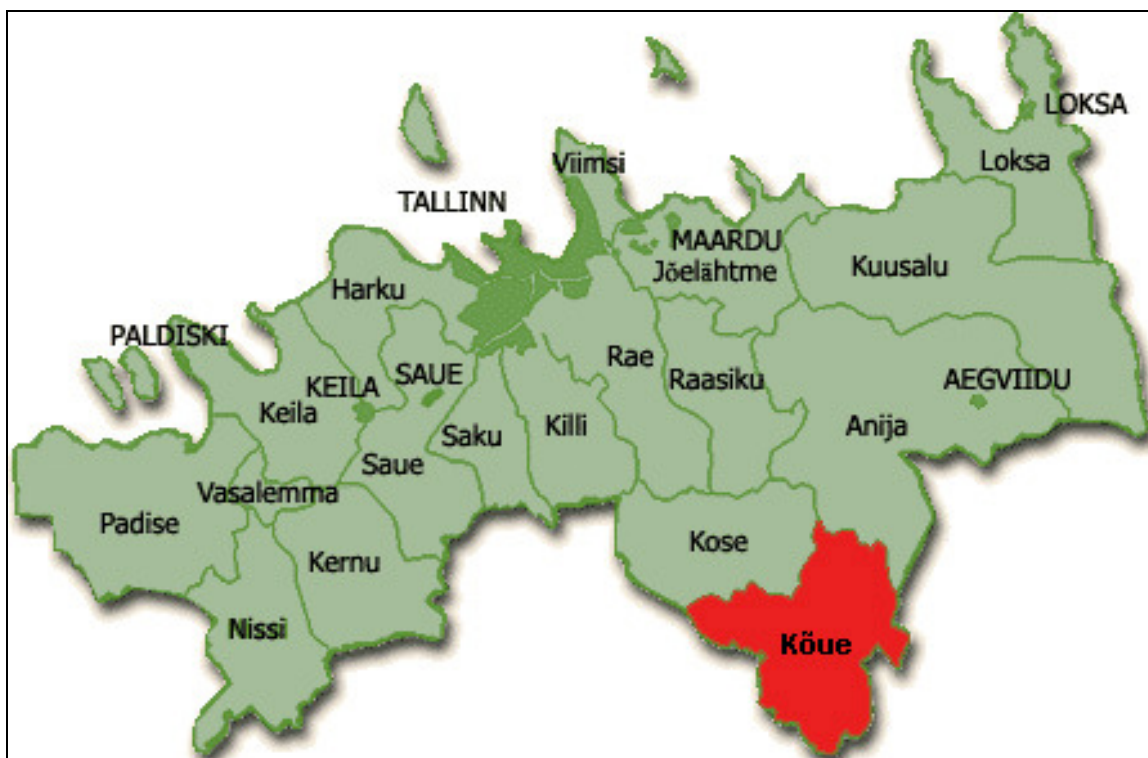 LOKSA
Loksa
Viimsi
TALLINN
MAARDU
Jõelähtme
Kuusalu
Harku
PALDISKI
KEILA
SAUE
Rae
Raasiku
AEGVIIDU
Keila
Saku
Killi
Anija
Saue
Vasalemma
Padise
Kernu
Kose
Nissi
Kõue